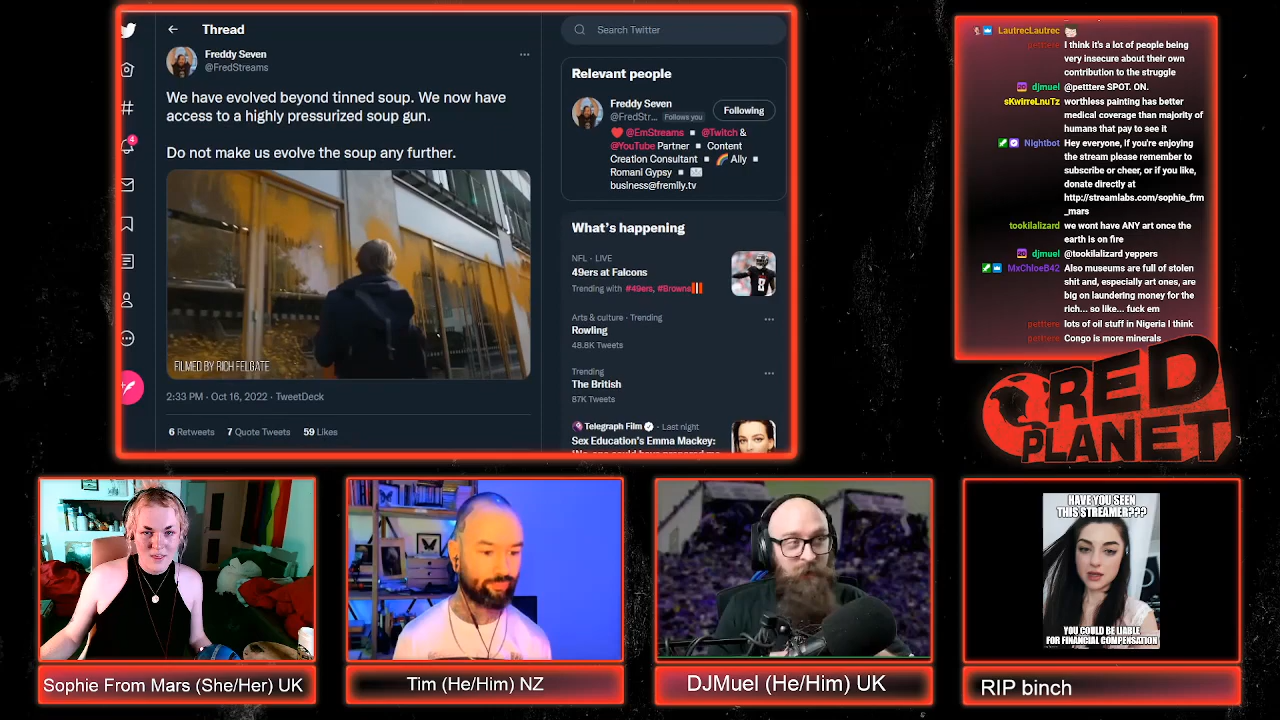 Thread
Freddy Seven
@FredStreams
We have evolved beyond tinned soup. We now have
access to a highly pressurized soup gun.
Do not make us evolve the soup any further.
FILMED BY RICH FELGATE
2:33 PM · Oct 16, 2022 · TweetDeck
6 Retweets 7 Quote Tweets 59 Likes
4
Search Twitter
Relevant people
Freddy Seven
@FredStr... Follows you
Following
@EmStreams ▪ @Twitch &
@YouTube Partner ▪ Content
Creation Consultant ▪ Ally ▪
Romani Gypsy ▪
business@fremily.tv
What's happening
NFL · LIVE
49ers at Falcons
Trending with #49ers, #Browns
8
Arts & culture · Trending
Rowling
48.8K Tweets
Trending
The British
87K Tweets
Telegraph Film · Last night
Sex Education's Emma Mackey:
LautrecLautrec
petttere I think it's a lot of people being
very insecure about their own
contribution to the struggle
djmuel @petttere SPOT. ON.
sKwirreLnuTz worthless painting has better
medical coverage than majority of
humans that pay to see it
Nightbot Hey everyone, if you're enjoying
the stream please remember to
subscribe or cheer, or if you like,
donate directly at
http://streamlabs.com/sophie_frm
_mars
tookilalizard we wont have ANY art once the
earth is on fire
djmuel @tookilalizard yeppers
MxChloeB42 Also museums are full of stolen
shit and, especially art ones, are
big on laundering money for the
rich... so like... fuck em
petttere lots of oil stuff in Nigeria I think
petttere Congo is more minerals
RED
PLANET
HAVE YOU SEEN
THIS STREAMER???
YOU COULD BE LIABLE
FOR FINANCIAL COMPENSATION
Sophie From Mars (She/Her) UK
Tim (He/Him) NZ
DJMuel (He/Him) UK
RIP binch